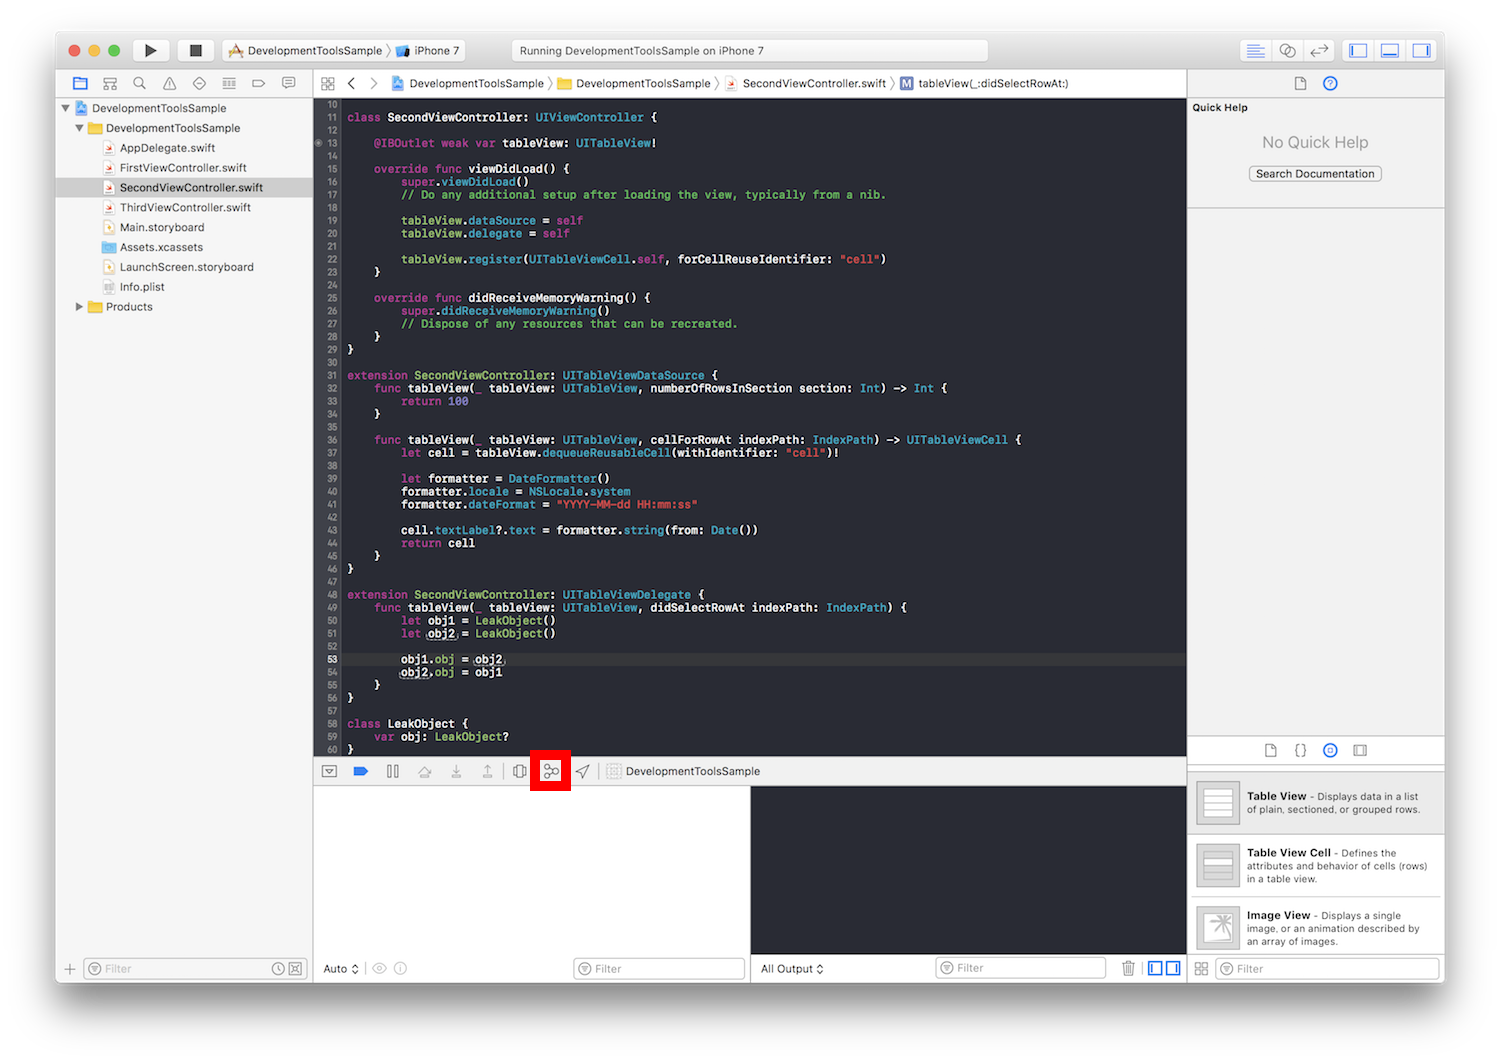 DevelopmentToolsSample iPhone 7
Running DevelopmentToolsSample on iPhone 7
DevelopmentToolsSample DevelopmentToolsSample SecondViewController.swift M tableView(_:didSelectRowAt:)
DevelopmentToolsSample
DevelopmentToolsSample
AppDelegate.swift
FirstViewController.swift
SecondViewController.swift
ThirdViewController.swift
Main.storyboard
Assets.xcassets
LaunchScreen.storyboard
Info.plist
Products
Filter
10
11 class SecondViewController: UIViewController {
12
13 @IBOutlet weak var tableView: UITableView!
14
15 override func viewDidLoad() {
16 super.viewDidLoad()
17 // Do any additional setup after loading the view, typically from a nib.
18
19 tableView.dataSource = self
20 tableView.delegate = self
21
22 tableView.register(UITableViewCell.self, forCellReuseIdentifier: "cell")
23 }
24
25 override func didReceiveMemoryWarning() {
26 super.didReceiveMemoryWarning()
27 // Dispose of any resources that can be recreated.
28 }
29 }
30
31 extension SecondViewController: UITableViewDataSource {
32 func tableView(_ tableView: UITableView, numberOfRowsInSection section: Int) -> Int {
33 return 100
34 }
35
36 func tableView(_ tableView: UITableView, cellForRowAt indexPath: IndexPath) -> UITableViewCell {
37 let cell = tableView.dequeueReusableCell(withIdentifier: "cell")!
38
39 let formatter = DateFormatter()
40 formatter.locale = NSLocale.system
41 formatter.dateFormat = "YYYY-MM-dd HH:mm:ss"
42
43 cell.textLabel?.text = formatter.string(from: Date())
44 return cell
45 }
46 }
47
48 extension SecondViewController: UITableViewDelegate {
49 func tableView(_ tableView: UITableView, didSelectRowAt indexPath: IndexPath) {
50 let obj1 = LeakObject()
51 let obj2 = LeakObject()
52
53 obj1.obj = obj2
54 obj2.obj = obj1
55 }
56 }
57
58 class LeakObject {
59 var obj: LeakObject?
60 }
DevelopmentToolsSample
Auto
Filter
All Output
Filter
Quick Help
No Quick Help
Search Documentation
Table View - Displays data in a list
of plain, sectioned, or grouped rows.
Table View Cell - Defines the
attributes and behavior of cells (rows)
in a table view.
Image View - Displays a single
image, or an animation described by
an array of images.
Filter